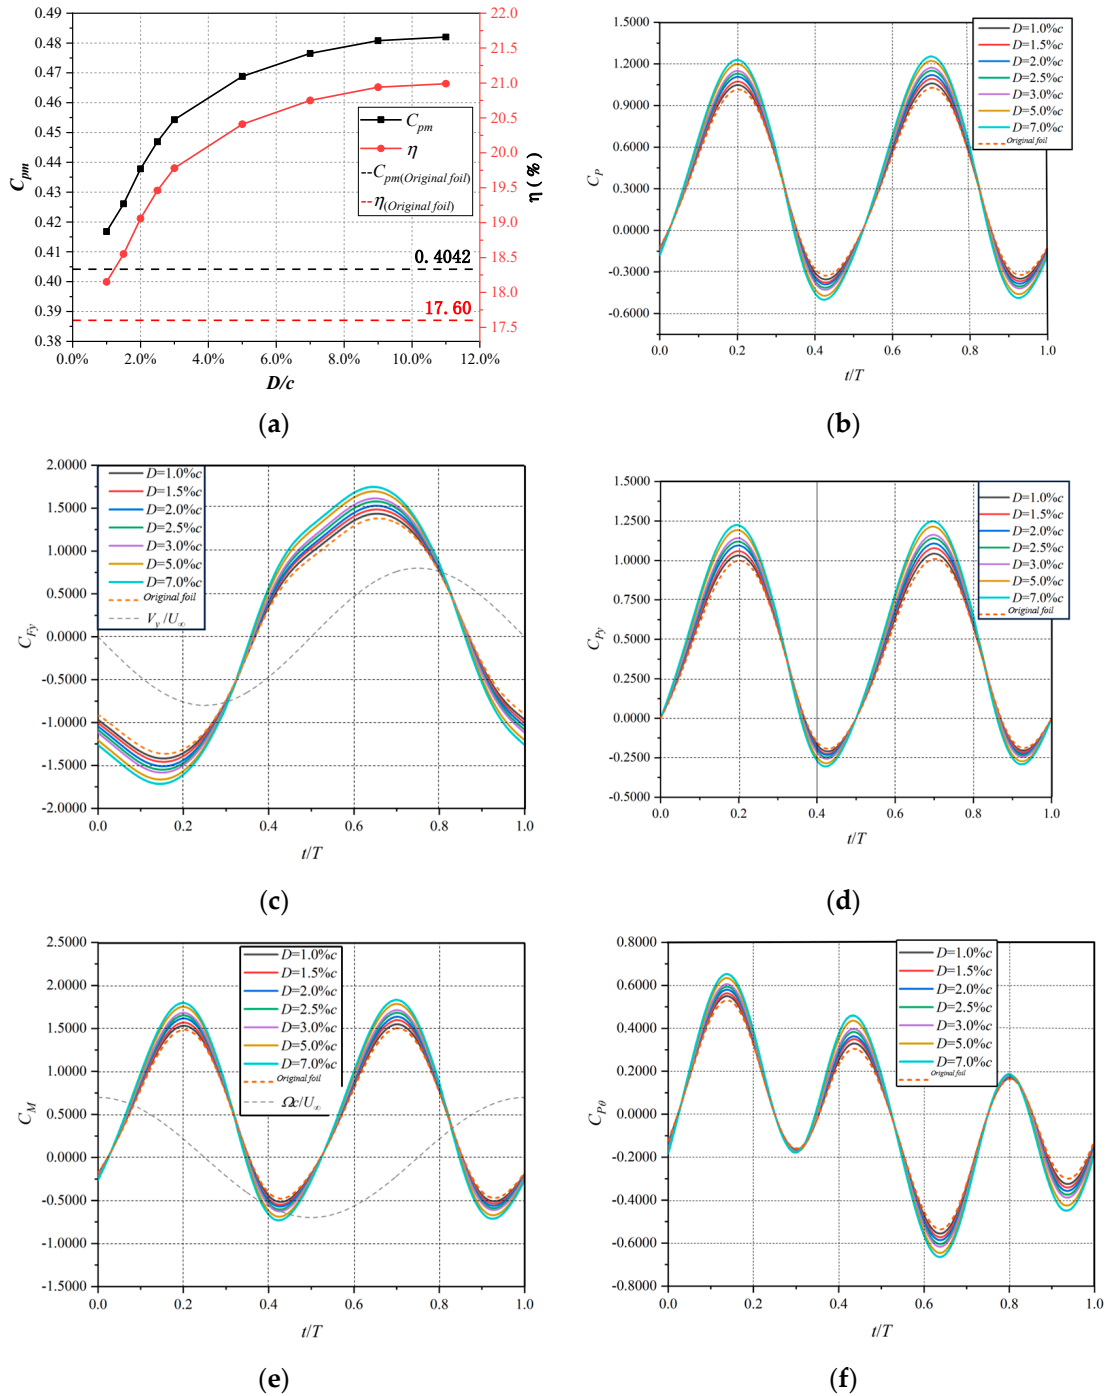 0.49
0.48
0.47
0.46
0.45
0.44
0.43
0.42
0.41
0.40
0.39
0.38
C_pm
22.0
21.5
21.0
20.5
20.0
19.5
19.0
18.5
18.0
17.5
η(%)
C_pm
η
C_pm(Original foil)
η(Original foil)
0.4042
17.60
0.0% 2.0% 4.0% 6.0% 8.0% 10.0% 12.0%
D/c
(a)
1.5000
1.2000
0.9000
0.6000
0.3000
0.0000
-0.3000
-0.6000
C_P
D=1.0%c
D=1.5%c
D=2.0%c
D=2.5%c
D=3.0%c
D=5.0%c
D=7.0%c
Original foil
0.0 0.2 0.4 0.6 0.8 1.0
t/T
(b)
2.0000
1.5000
1.0000
0.5000
0.0000
-0.5000
-1.0000
-1.5000
-2.0000
C_Fy
D=1.0%c
D=1.5%c
D=2.0%c
D=2.5%c
D=3.0%c
D=5.0%c
D=7.0%c
Original foil
V_y/U_∞
0.0 0.2 0.4 0.6 0.8 1.0
t/T
(c)
1.5000
1.2500
1.0000
0.7500
0.5000
0.2500
0.0000
-0.2500
-0.5000
C_Py
D=1.0%c
D=1.5%c
D=2.0%c
D=2.5%c
D=3.0%c
D=5.0%c
D=7.0%c
Original foil
0.0 0.2 0.4 0.6 0.8 1.0
t/T
(d)
2.5000
2.0000
1.5000
1.0000
0.5000
0.0000
-0.5000
-1.0000
-1.5000
C_M
D=1.0%c
D=1.5%c
D=2.0%c
D=2.5%c
D=3.0%c
D=5.0%c
D=7.0%c
Original foil
Ωc/U_∞
0.0 0.2 0.4 0.6 0.8 1.0
t/T
(e)
0.8000
0.6000
0.4000
0.2000
0.0000
-0.2000
-0.4000
-0.6000
-0.8000
C_Pθ
D=1.0%c
D=1.5%c
D=2.0%c
D=2.5%c
D=3.0%c
D=5.0%c
D=7.0%c
Original foil
0.0 0.2 0.4 0.6 0.8 1.0
t/T
(f)